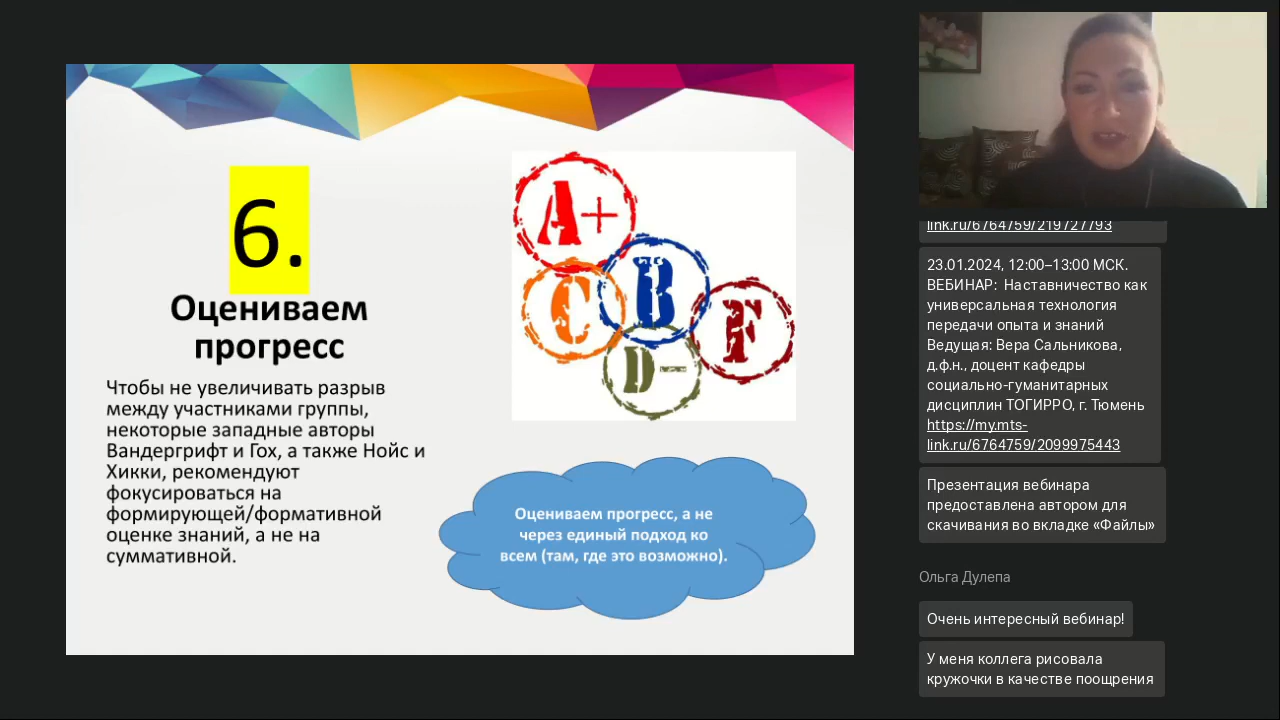 6.
Оцениваем
прогресс
Чтобы не увеличивать разрыв
между участниками группы,
некоторые западные авторы
Вандергрифт и Гох, а также Нойс и
Хикки, рекомендуют
фокусироваться на
формирующей/формативной
оценке знаний, а не на
суммативной.
A+
B
C
F
D-
Оцениваем прогресс, а не
через единый подход ко
всем (там, где это возможно).
link.ru/6764759/219727793
23.01.2024, 12:00–13:00 МСК.
ВЕБИНАР: Наставничество как
универсальная технология
передачи опыта и знаний
Ведущая: Вера Сальникова,
д.ф.н., доцент кафедры
социально-гуманитарных
дисциплин ТОГИРРО, г. Тюмень
https://my.mts-
link.ru/6764759/2099975443
Презентация вебинара
предоставлена автором для
скачивания во вкладке «Файлы»
Ольга Дулепа
Очень интересный вебинар!
У меня коллега рисовала
кружочки в качестве поощрения